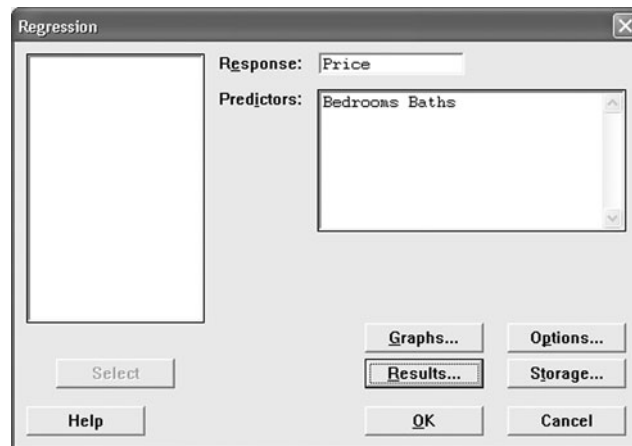 Regression
Response: Price
Predictors: Bedrooms Baths
Graphs... Options...
Select Results... Storage...
Help OK Cancel